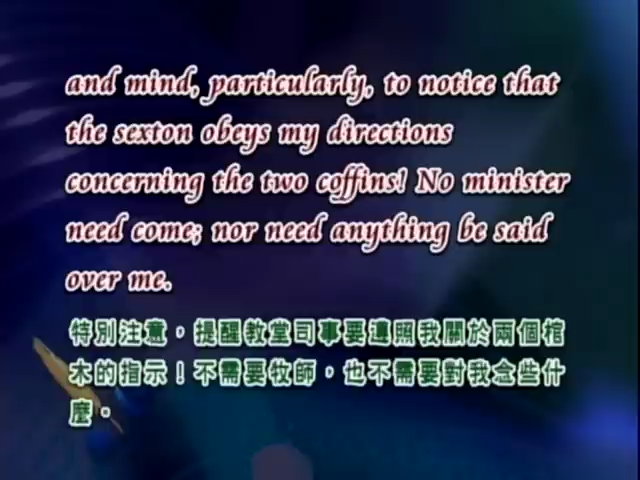 and mind, particularly, to notice that
the sexton obeys my directions
concerning the two coffins! No minister
need come; nor need anything be said
over me.
特別注意，提醒教堂司事要遵照我關於兩個棺
木的指示！不需要牧師，也不需要對我念些什
麼。